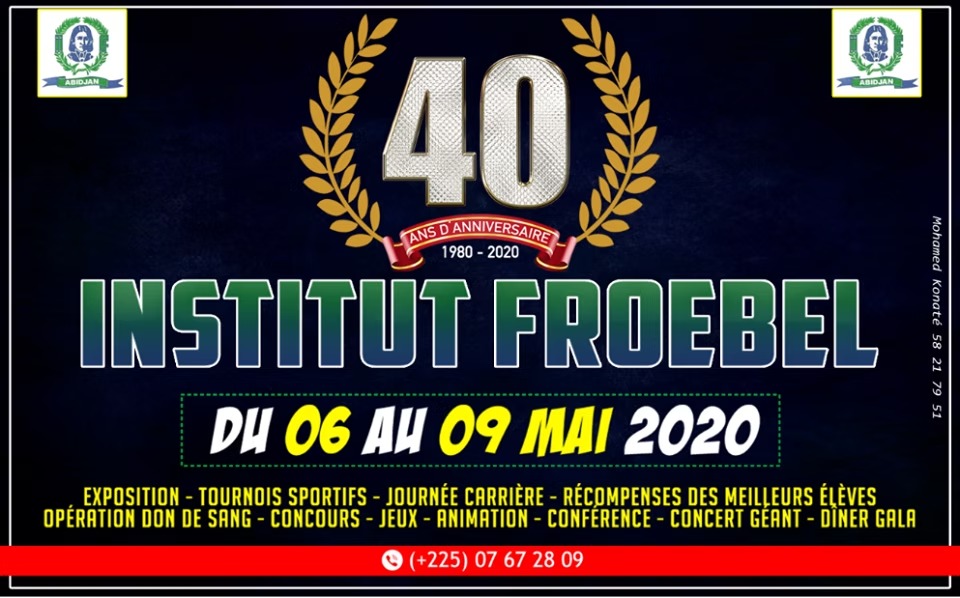 ABIDJAN
ABIDJAN
40
ANS D'ANNIVERSAIRE
1980 - 2020
INSTITUT FROEBEL
DU 06 AU 09 MAI 2020
EXPOSITION - TOURNOIS SPORTIFS - JOURNÉE CARRIÈRE - RÉCOMPENSES DES MEILLEURS ÉLÈVES
OPÉRATION DON DE SANG - CONCOURS - JEUX - ANIMATION - CONFÉRENCE - CONCERT GÉANT - DÎNER GALA
(+225) 07 67 28 09
Mohamed Konaté 58 21 79 51